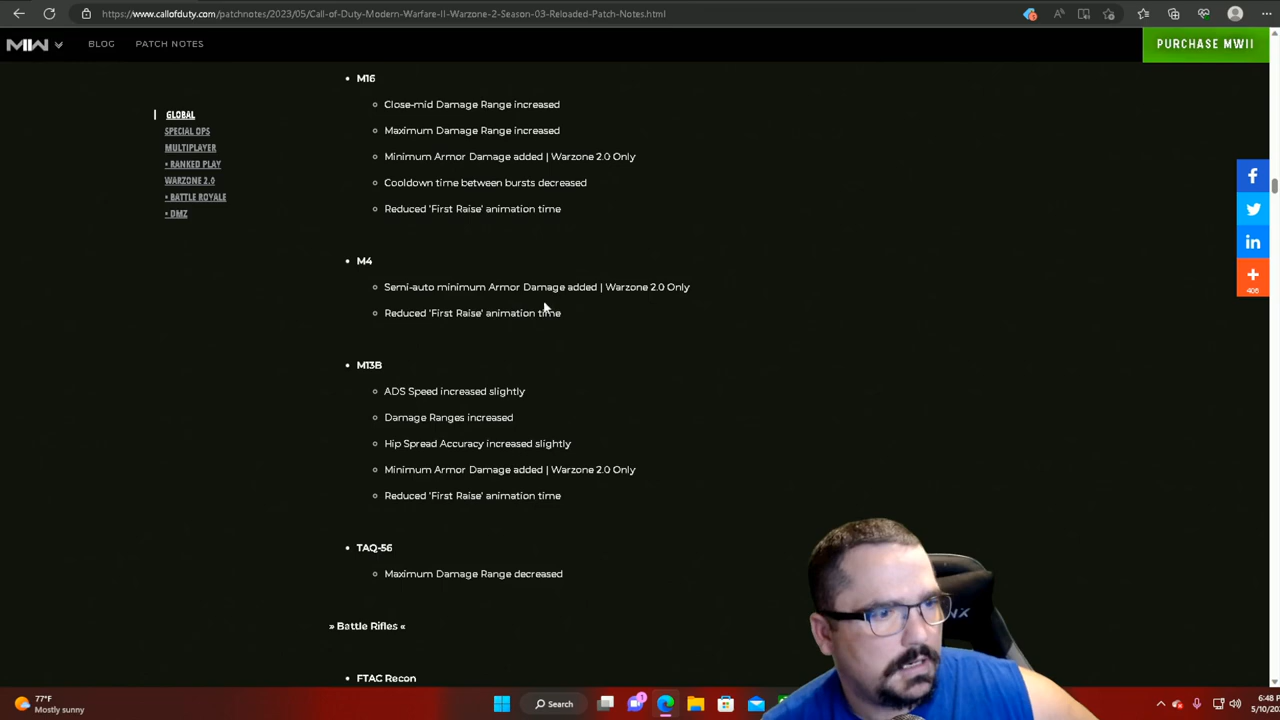 https://www.callofduty.com/patchnotes/2023/05/Call-of-Duty-Modern-Warfare-II-Warzone-2-Season-03-Reloaded-Patch-Notes.html
MW BLOG PATCH NOTES PURCHASE MWII
GLOBAL
SPECIAL OPS
MULTIPLAYER
• RANKED PLAY
WARZONE 2.0
• BATTLE ROYALE
• DMZ
• M16
Close-mid Damage Range increased
Maximum Damage Range increased
Minimum Armor Damage added | Warzone 2.0 Only
Cooldown time between bursts decreased
Reduced 'First Raise' animation time
• M4
Semi-auto minimum Armor Damage added | Warzone 2.0 Only
Reduced 'First Raise' animation time
• M13B
ADS Speed increased slightly
Damage Ranges increased
Hip Spread Accuracy increased slightly
Minimum Armor Damage added | Warzone 2.0 Only
Reduced 'First Raise' animation time
• TAQ-56
Maximum Damage Range decreased
» Battle Rifles «
• FTAC Recon
406
77°F
Mostly sunny
Search
6:48
5/10/